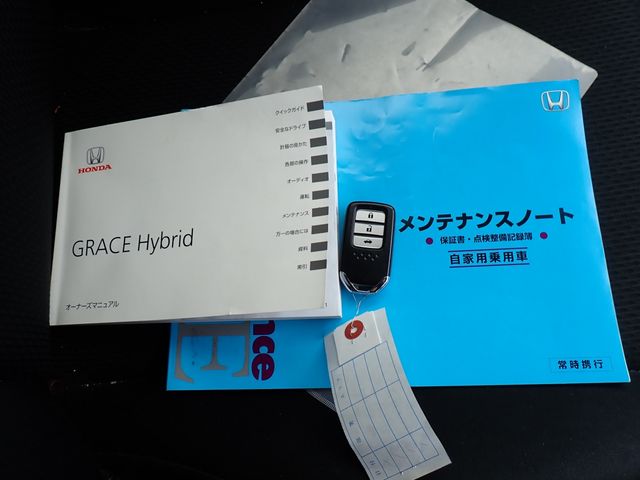 HONDA
GRACE Hybrid
オーナーズマニュアル
クイックガイド
安全なドライブ
計器の見かた
各部の操作
オーディオ
運転
メンテナンス
万一の場合には
資料
索引
1
メンテナンスノート
保証書・点検整備記録簿
自家用乗用車
常時携行
nce